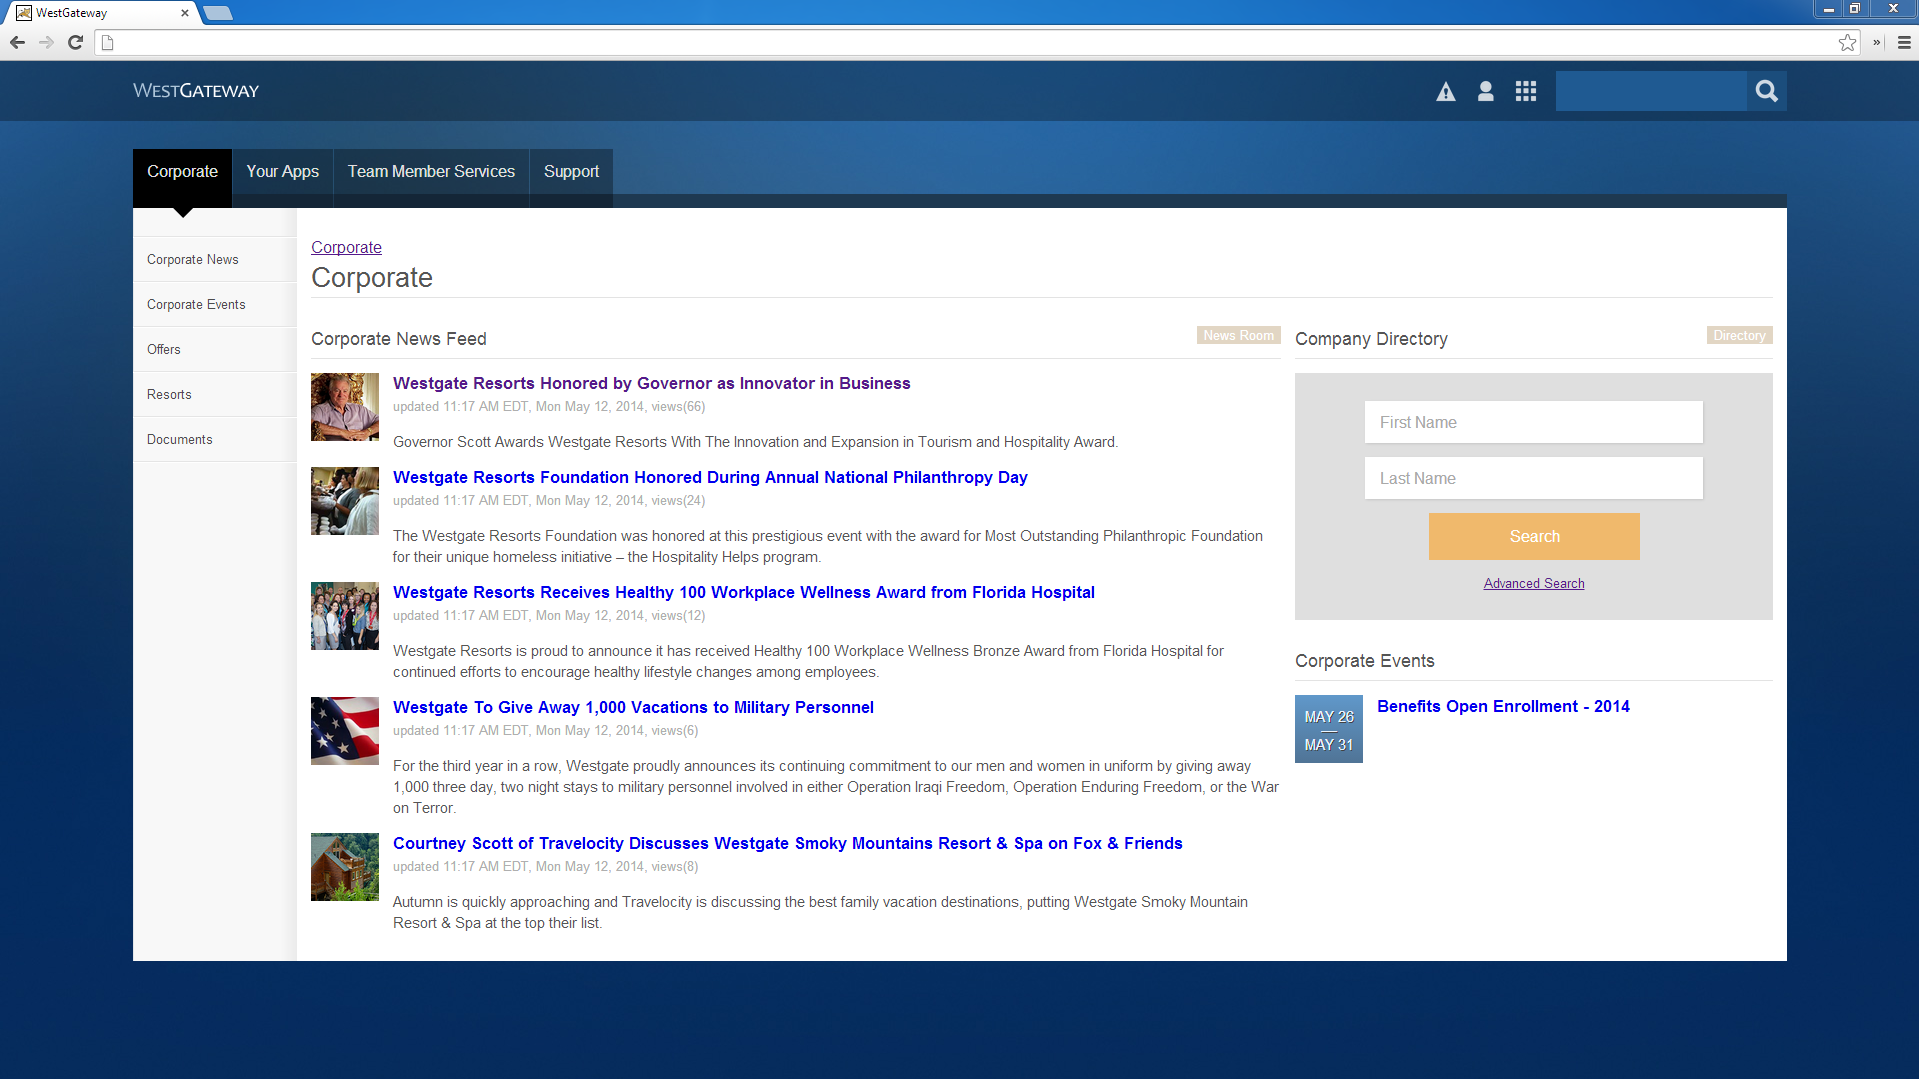 WestGateway
WESTGATEWAY
Corporate
Your Apps
Team Member Services
Support
Corporate News
Corporate Events
Offers
Resorts
Documents
Corporate
Corporate
Corporate News Feed
News Room
Westgate Resorts Honored by Governor as Innovator in Business
updated 11:17 AM EDT, Mon May 12, 2014, views(66)
Governor Scott Awards Westgate Resorts With The Innovation and Expansion in Tourism and Hospitality Award.
Westgate Resorts Foundation Honored During Annual National Philanthropy Day
updated 11:17 AM EDT, Mon May 12, 2014, views(24)
The Westgate Resorts Foundation was honored at this prestigious event with the award for Most Outstanding Philanthropic Foundation
for their unique homeless initiative – the Hospitality Helps program.
Westgate Resorts Receives Healthy 100 Workplace Wellness Award from Florida Hospital
updated 11:17 AM EDT, Mon May 12, 2014, views(12)
Westgate Resorts is proud to announce it has received Healthy 100 Workplace Wellness Bronze Award from Florida Hospital for
continued efforts to encourage healthy lifestyle changes among employees.
Westgate To Give Away 1,000 Vacations to Military Personnel
updated 11:17 AM EDT, Mon May 12, 2014, views(6)
For the third year in a row, Westgate proudly announces its continuing commitment to our men and women in uniform by giving away
1,000 three day, two night stays to military personnel involved in either Operation Iraqi Freedom, Operation Enduring Freedom, or the War
on Terror.
Courtney Scott of Travelocity Discusses Westgate Smoky Mountains Resort & Spa on Fox & Friends
updated 11:17 AM EDT, Mon May 12, 2014, views(8)
Autumn is quickly approaching and Travelocity is discussing the best family vacation destinations, putting Westgate Smoky Mountain
Resort & Spa at the top their list.
Company Directory
Directory
First Name
Last Name
Search
Advanced Search
Corporate Events
MAY 26
—
MAY 31
Benefits Open Enrollment - 2014